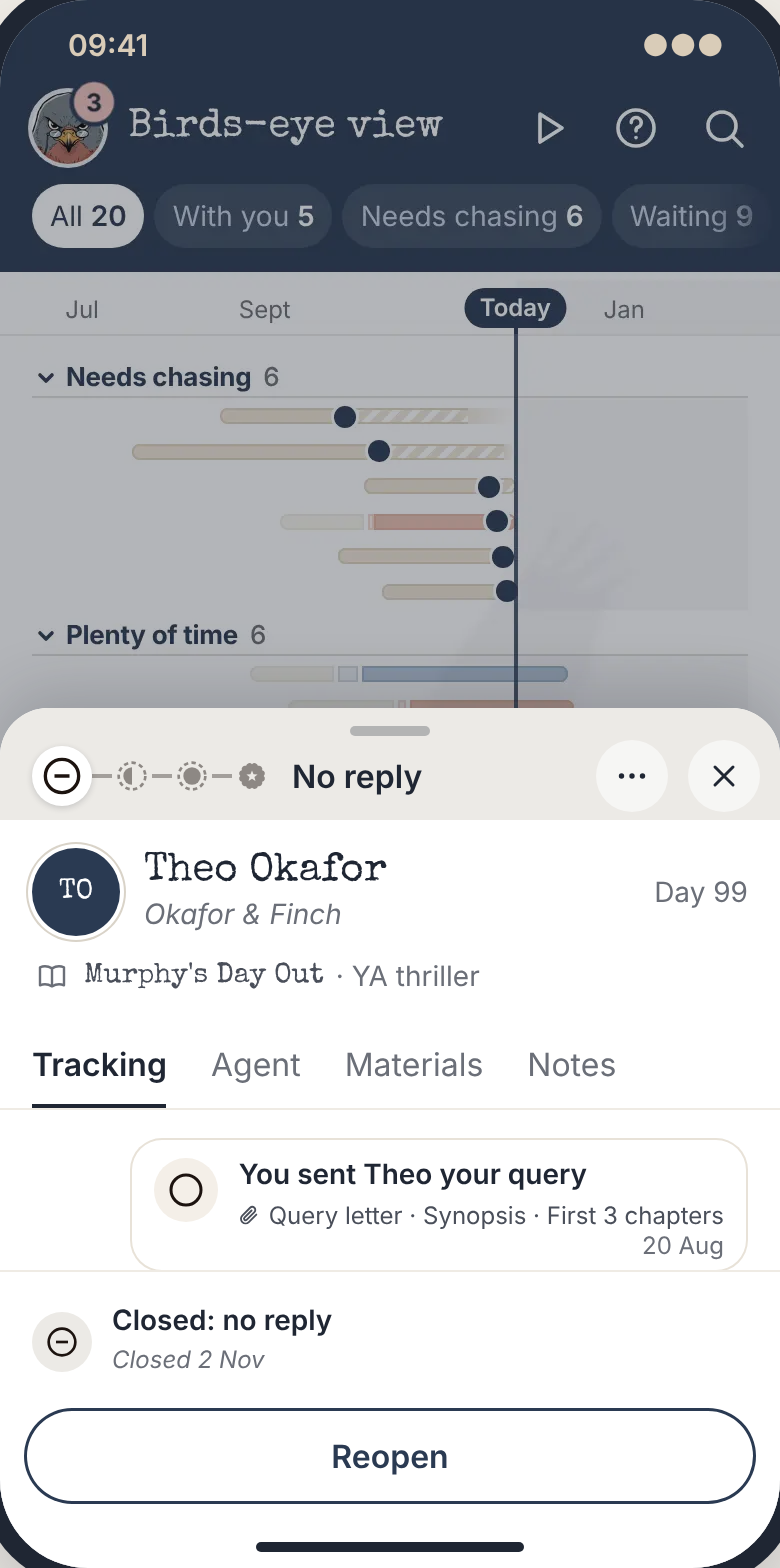 09:41
3
Birds-eye view
All 20
With you 5
Needs chasing 6
Waiting 9
Jul
Sept
Today
Jan
Needs chasing 6
Plenty of time 6
No reply
TO
Theo Okafor
Day 99
Okafor & Finch
Murphy's Day Out · YA thriller
Tracking
Agent
Materials
Notes
You sent Theo your query
Query letter · Synopsis · First 3 chapters
20 Aug
Closed: no reply
Closed 2 Nov
Reopen